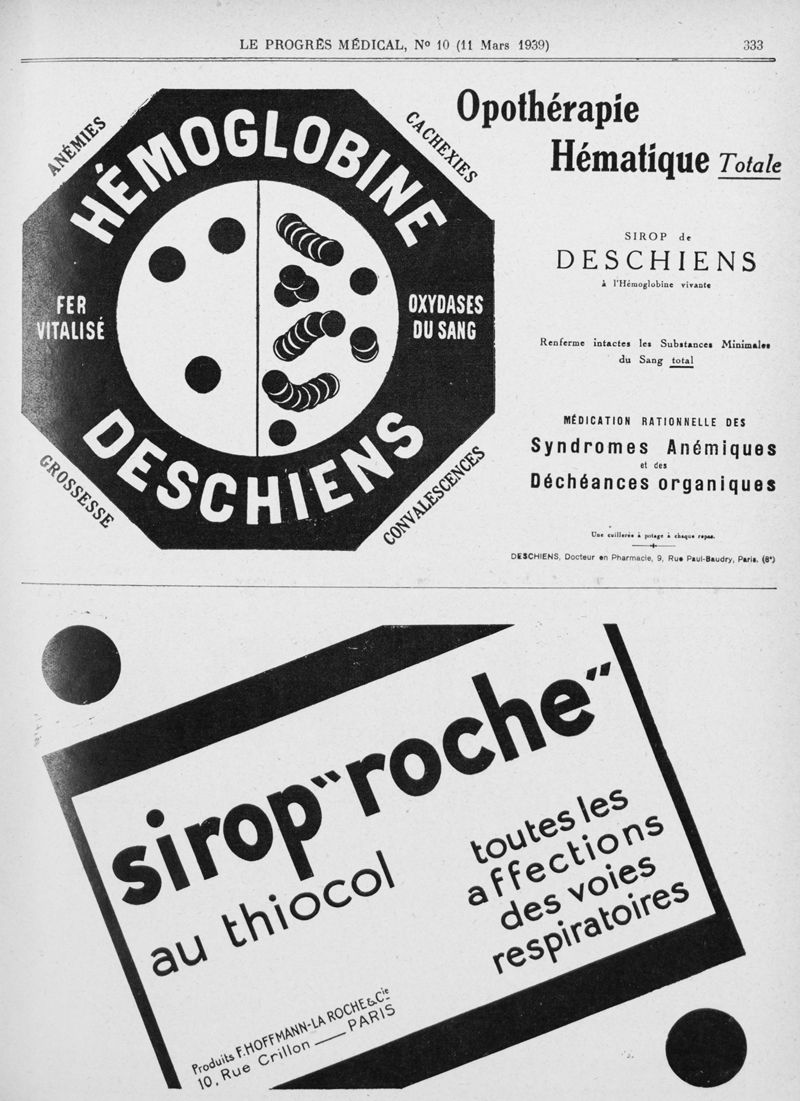 LE PROGRÊS MÉDICAL, Nº 10 (11 Mars 1939)
333
ANÉMIES
CACHEXIES
HÉMOGLOBINE
FER
VITALISÉ
OXYDASES
DU SANG
DESCHIENS
GROSSESSE
CONVALESCENCES
Opothérapie
Hématique Totale
SIROP de
DESCHIENS
à l'Hémoglobine vivante
Renferme intactes les Substances Minimales
du Sang total
MÉDICATION RATIONNELLE DES
Syndromes Anémiques
et des
Déchéances organiques
Une cuillerée à potage à chaque repas.
DESCHIENS, Docteur en Pharmacie, 9, Rue Paul-Baudry, Paris, (8e)
sirop "roche"
au thiocol
toutes les
affections
des voies
respiratoires
Produits F. HOFFMANN-LA ROCHE & Cie
10, Rue Crillon — PARIS